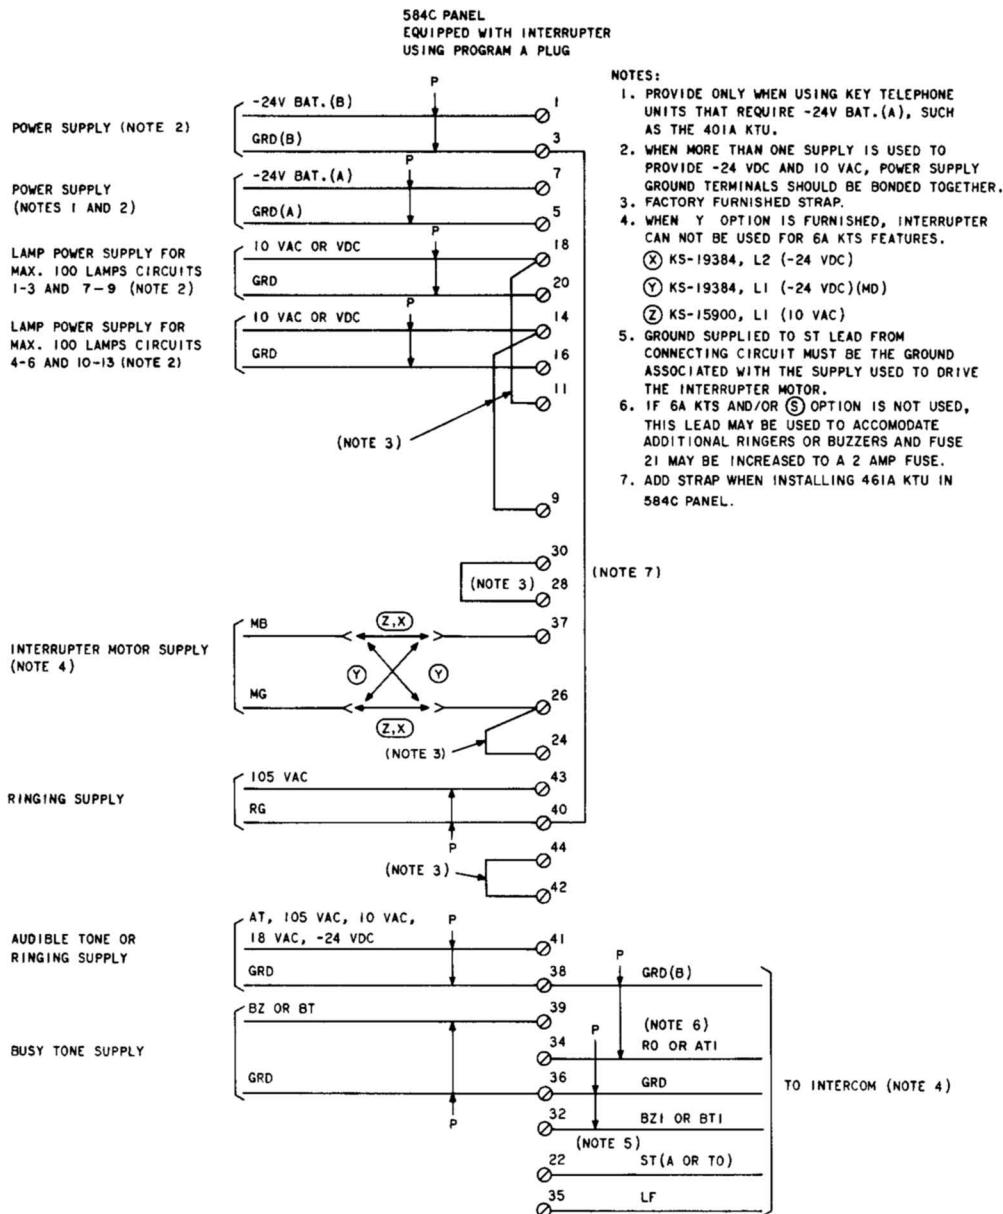 584C PANEL
EQUIPPED WITH INTERRUPTER
USING PROGRAM A PLUG
NOTES:
1. PROVIDE ONLY WHEN USING KEY TELEPHONE
UNITS THAT REQUIRE -24V BAT.(A), SUCH
AS THE 401A KTU.
2. WHEN MORE THAN ONE SUPPLY IS USED TO
PROVIDE -24 VDC AND 10 VAC, POWER SUPPLY
GROUND TERMINALS SHOULD BE BONDED TOGETHER.
3. FACTORY FURNISHED STRAP.
4. WHEN Y OPTION IS FURNISHED, INTERRUPTER
CAN NOT BE USED FOR 6A KTS FEATURES.
X KS-19384, L2 (-24 VDC)
Y KS-19384, L1 (-24 VDC)(MD)
Z KS-15900, L1 (10 VAC)
5. GROUND SUPPLIED TO ST LEAD FROM
CONNECTING CIRCUIT MUST BE THE GROUND
ASSOCIATED WITH THE SUPPLY USED TO DRIVE
THE INTERRUPTER MOTOR.
6. IF 6A KTS AND/OR S OPTION IS NOT USED,
THIS LEAD MAY BE USED TO ACCOMODATE
ADDITIONAL RINGERS OR BUZZERS AND FUSE
21 MAY BE INCREASED TO A 2 AMP FUSE.
7. ADD STRAP WHEN INSTALLING 461A KTU IN
584C PANEL.
P
POWER SUPPLY (NOTE 2)
-24V BAT.(B)
1
GRD(B)
3
P
POWER SUPPLY
(NOTES 1 AND 2)
-24V BAT.(A)
7
GRD(A)
5
P
LAMP POWER SUPPLY FOR
MAX. 100 LAMPS CIRCUITS
1-3 AND 7-9 (NOTE 2)
10 VAC OR VDC
18
GRD
20
P
LAMP POWER SUPPLY FOR
MAX. 100 LAMPS CIRCUITS
4-6 AND 10-13 (NOTE 2)
10 VAC OR VDC
14
GRD
16
11
(NOTE 3)
9
30
(NOTE 3)
28
(NOTE 7)
INTERRUPTER MOTOR SUPPLY
(NOTE 4)
MB
Z,X
37
Y
Y
MG
Z,X
26
(NOTE 3)
24
RINGING SUPPLY
105 VAC
43
RG
40
P
44
(NOTE 3)
42
AUDIBLE TONE OR
RINGING SUPPLY
AT, 105 VAC, 10 VAC,
18 VAC, -24 VDC
P
41
GRD
38
P
GRD(B)
BUSY TONE SUPPLY
BZ OR BT
39
P
(NOTE 6)
34
RO OR AT1
GRD
36
GRD
P
TO INTERCOM (NOTE 4)
32
BZ1 OR BT1
(NOTE 5)
22
ST(A OR TO)
35
LF